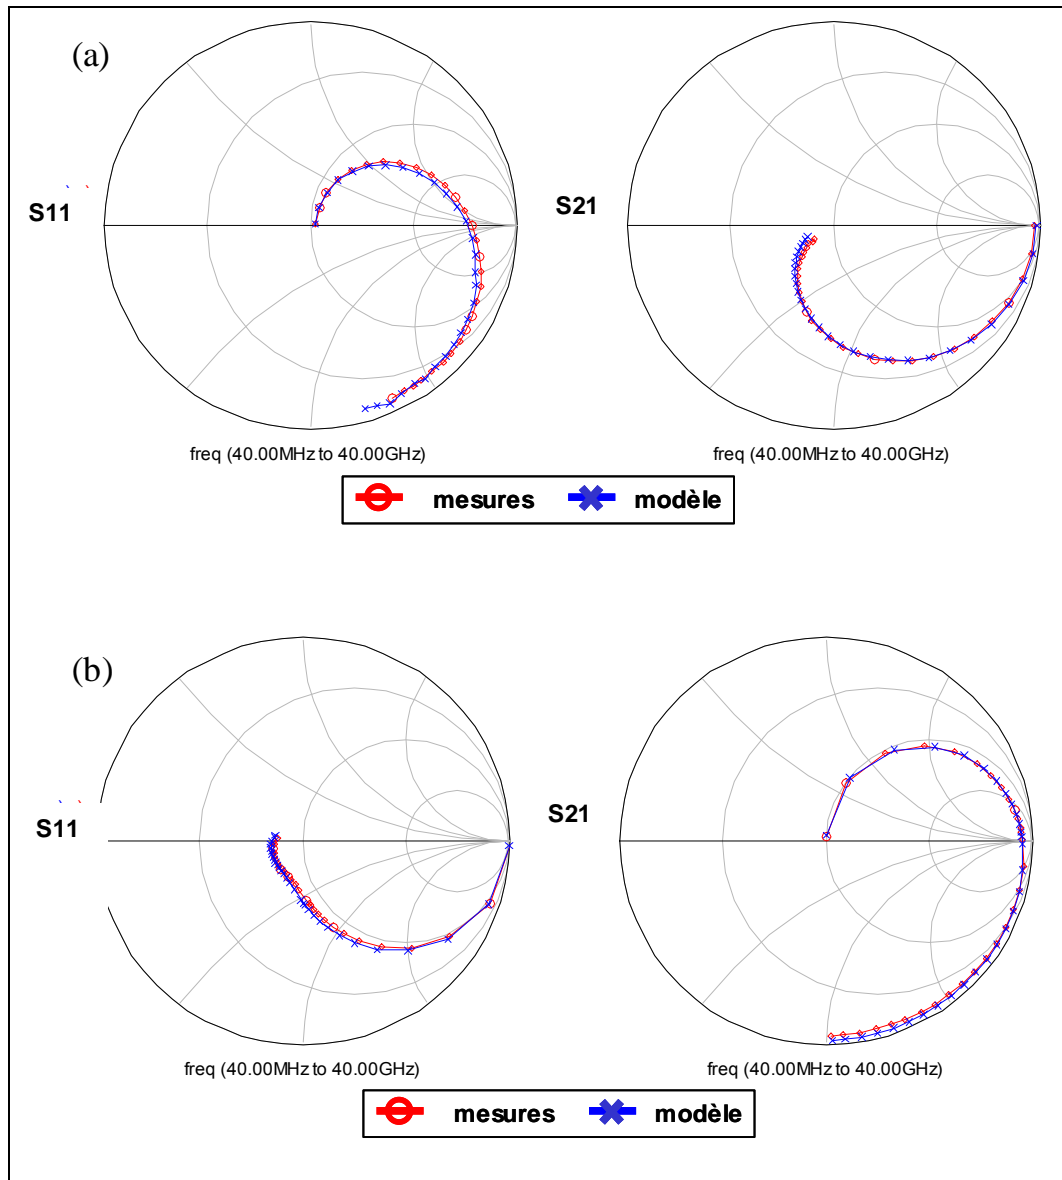 (a)
S11
S21
freq (40.00MHz to 40.00GHz)
freq (40.00MHz to 40.00GHz)
mesures modèle
(b)
S11
S21
freq (40.00MHz to 40.00GHz)
freq (40.00MHz to 40.00GHz)
mesures modèle